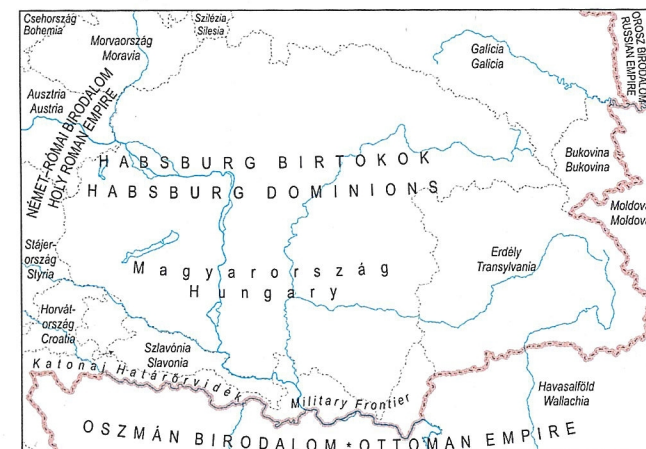 Csehország
Bohemia
Morvaország
Moravia
Szilézia
Silesia
Galícia
Galícia
OROSZ BIRODALOM
RUSSIAN EMPIRE
Ausztria
Austria
NÉMET-RÓMAI BIRODALOM
HOLY ROMAN EMPIRE
HABSBURG BIRTOKOK
HABSBURG DOMINIONS
Bukovina
Bukovina
Moldova
Moldova
Stájer-
ország
Styria
Magyarország
Hungary
Erdély
Transylvania
Horvát-
ország
Croatia
Szlavónia
Slavonia
Katonai Határőrvidék
Military Frontier
Havasalföld
Wallachia
OSZMÁN BIRODALOM * OTTOMAN EMPIRE